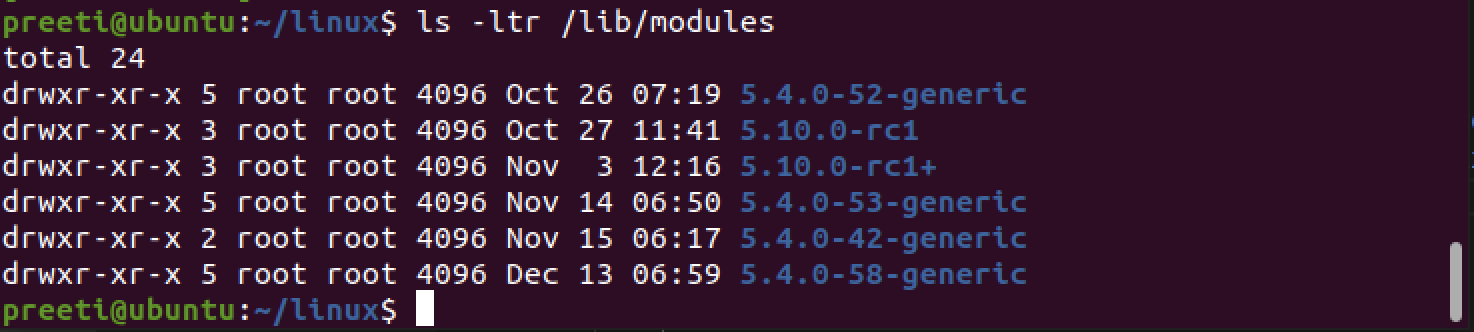 preeti@ubuntu:~/linux$ ls -ltr /lib/modules
total 24
drwxr-xr-x 5 root root 4096 Oct 26 07:19 5.4.0-52-generic
drwxr-xr-x 3 root root 4096 Oct 27 11:41 5.10.0-rc1
drwxr-xr-x 3 root root 4096 Nov  3 12:16 5.10.0-rc1+
drwxr-xr-x 5 root root 4096 Nov 14 06:50 5.4.0-53-generic
drwxr-xr-x 2 root root 4096 Nov 15 06:17 5.4.0-42-generic
drwxr-xr-x 5 root root 4096 Dec 13 06:59 5.4.0-58-generic
preeti@ubuntu:~/linux$